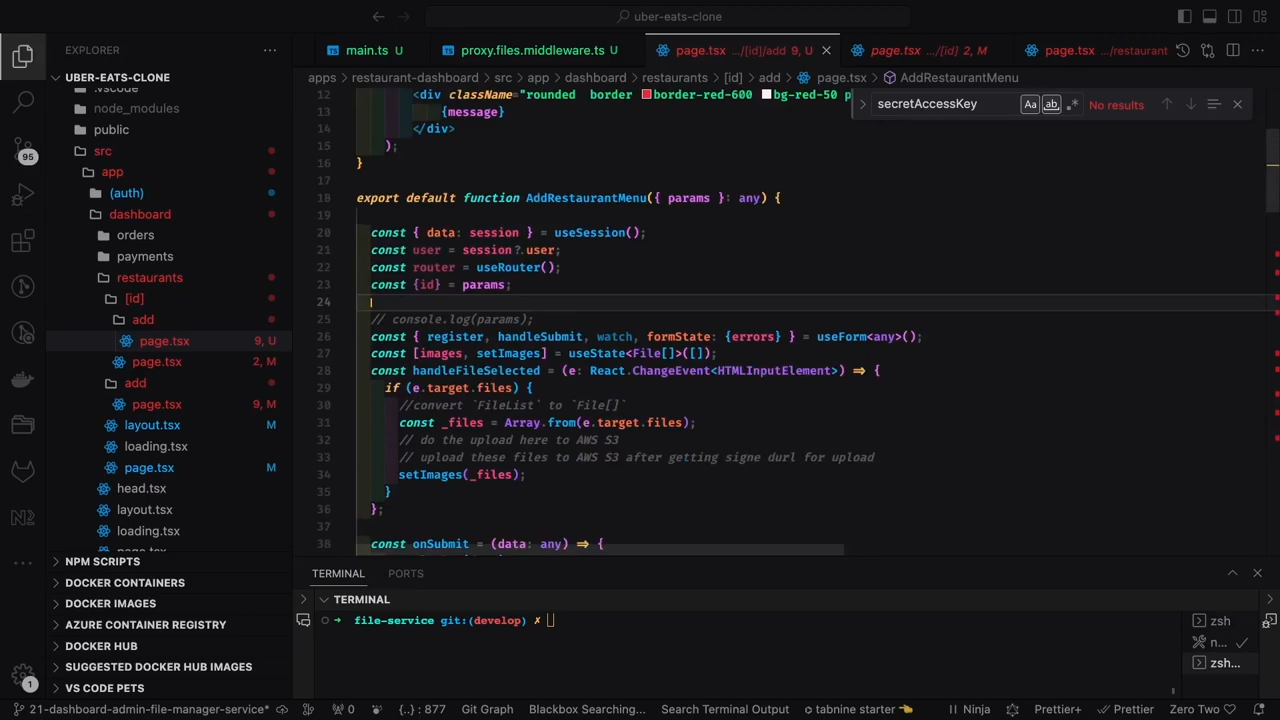 uber-eats-clone
EXPLORER
UBER-EATS-CLONE
.vscode
node_modules
public
src
app
(auth)
dashboard
orders
payments
restaurants
[id]
add
page.tsx 9, U
page.tsx 2, M
add
page.tsx 9, M
layout.tsx M
loading.tsx
page.tsx M
head.tsx
layout.tsx
loading.tsx
NPM SCRIPTS
DOCKER CONTAINERS
DOCKER IMAGES
AZURE CONTAINER REGISTRY
DOCKER HUB
SUGGESTED DOCKER HUB IMAGES
VS CODE PETS
95
1
main.ts U
proxy.files.middleware.ts U
page.tsx .../[id]/add 9, U
page.tsx .../[id] 2, M
page.tsx .../restaurant
apps > restaurant-dashboard > src > app > dashboard > restaurants > [id] > add > page.tsx > AddRestaurantMenu
secretAccessKey Aa ab .* No results
12 <div className="rounded border border-red-600 bg-red-50 p
13 {message}
14 </div>
15 );
16 }
17
18 export default function AddRestaurantMenu({ params }: any) {
19
20 const { data: session } = useSession();
21 const user = session?.user;
22 const router = useRouter();
23 const {id} = params;
24
25 // console.log(params);
26 const { register, handleSubmit, watch, formState: {errors} } = useForm<any>();
27 const [images, setImages] = useState<File[]>([]);
28 const handleFileSelected = (e: React.ChangeEvent<HTMLInputElement>) => {
29 if (e.target.files) {
30 //convert `FileList` to `File[]`
31 const _files = Array.from(e.target.files);
32 // do the upload here to AWS S3
33 // upload these files to AWS S3 after getting signe durl for upload
34 setImages(_files);
35 }
36 };
37
38 const onSubmit = (data: any) => {
TERMINAL PORTS
TERMINAL
→ file-service git:(develop) ✗
zsh
n...
zsh...
21-dashboard-admin-file-manager-service* 0 {..} : 877 Git Graph Blackbox Searching... Search Terminal Output tabnine starter Ninja Prettier+ Prettier Zero Two